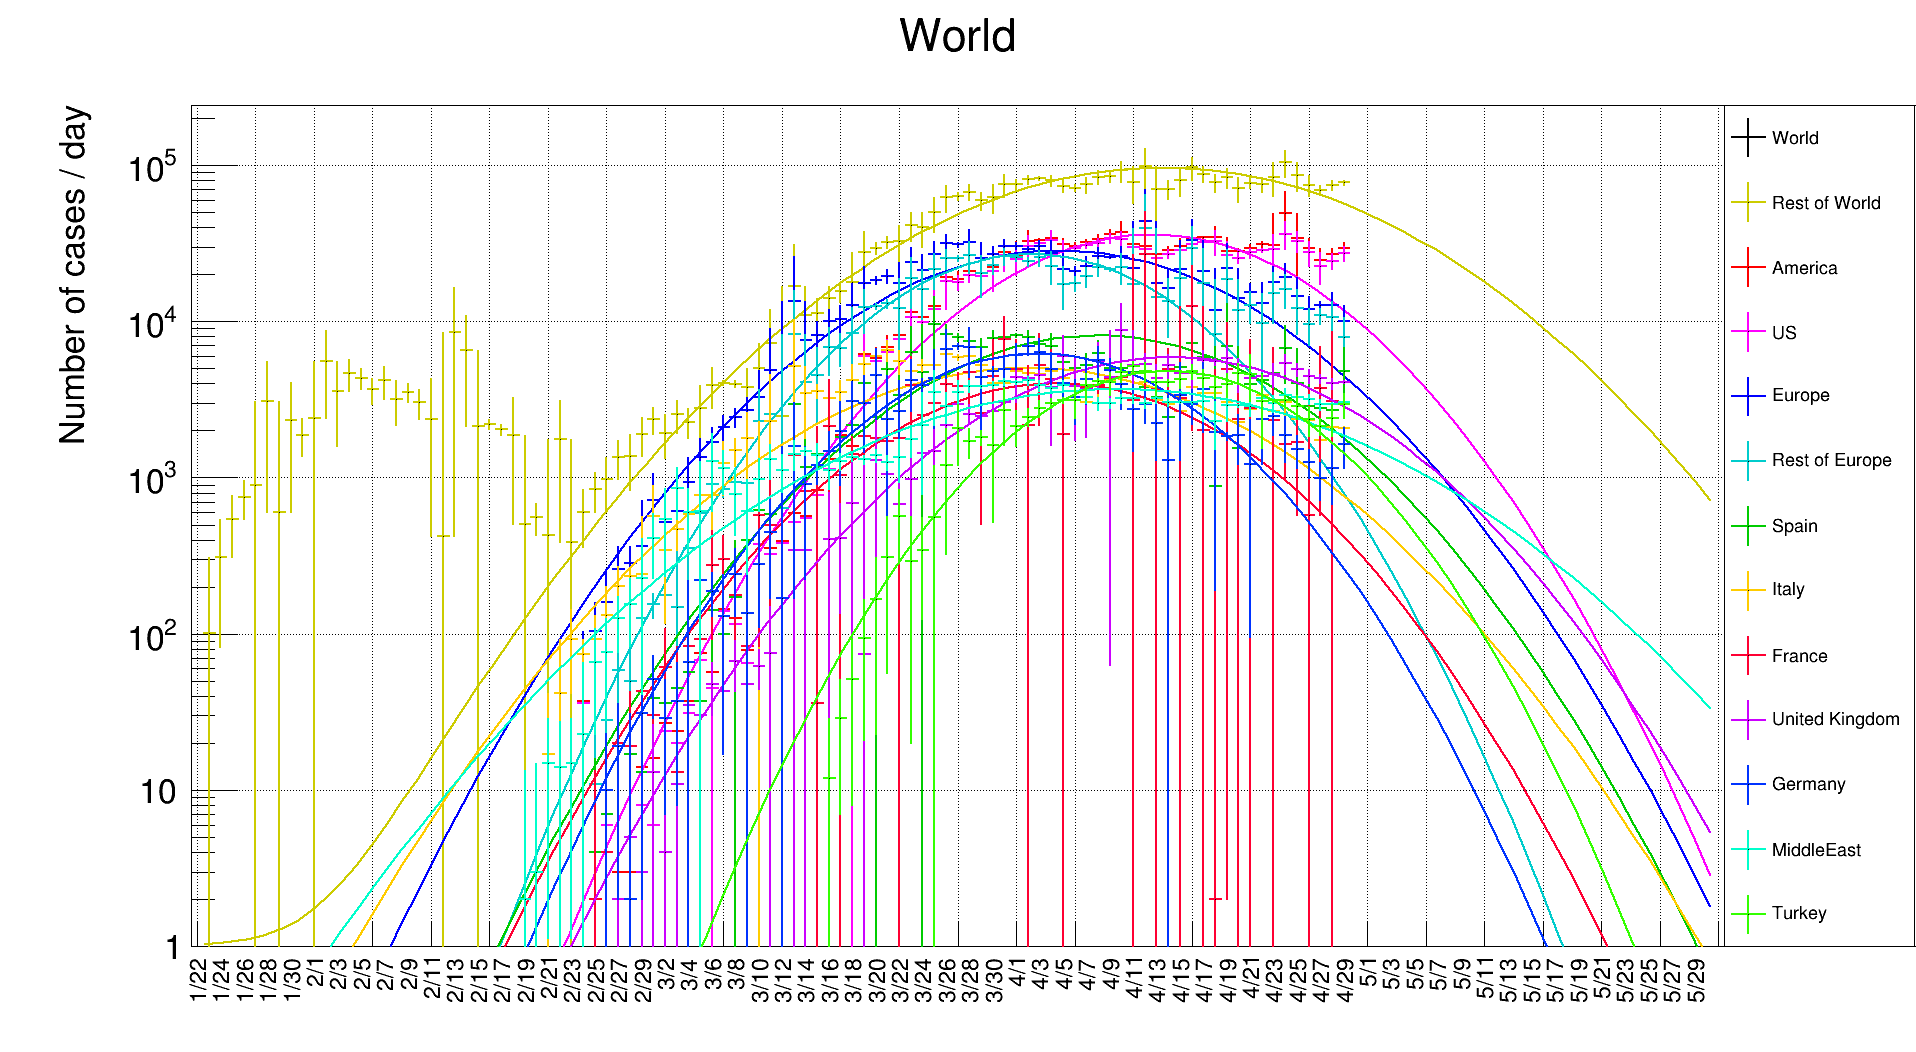 World
Number of cases / day
10^5
10^4
10^3
10^2
10
1
1/22 1/24 1/26 1/28 1/30 2/1 2/3 2/5 2/7 2/9 2/11 2/13 2/15 2/17 2/19 2/21 2/23 2/25 2/27 2/29 3/2 3/4 3/6 3/8 3/10 3/12 3/14 3/16 3/18 3/20 3/22 3/24 3/26 3/28 3/30 4/1 4/3 4/5 4/7 4/9 4/11 4/13 4/15 4/17 4/19 4/21 4/23 4/25 4/27 4/29 5/1 5/3 5/5 5/7 5/9 5/11 5/13 5/15 5/17 5/19 5/21 5/23 5/25 5/27 5/29
World
Rest of World
America
US
Europe
Rest of Europe
Spain
Italy
France
United Kingdom
Germany
MiddleEast
Turkey